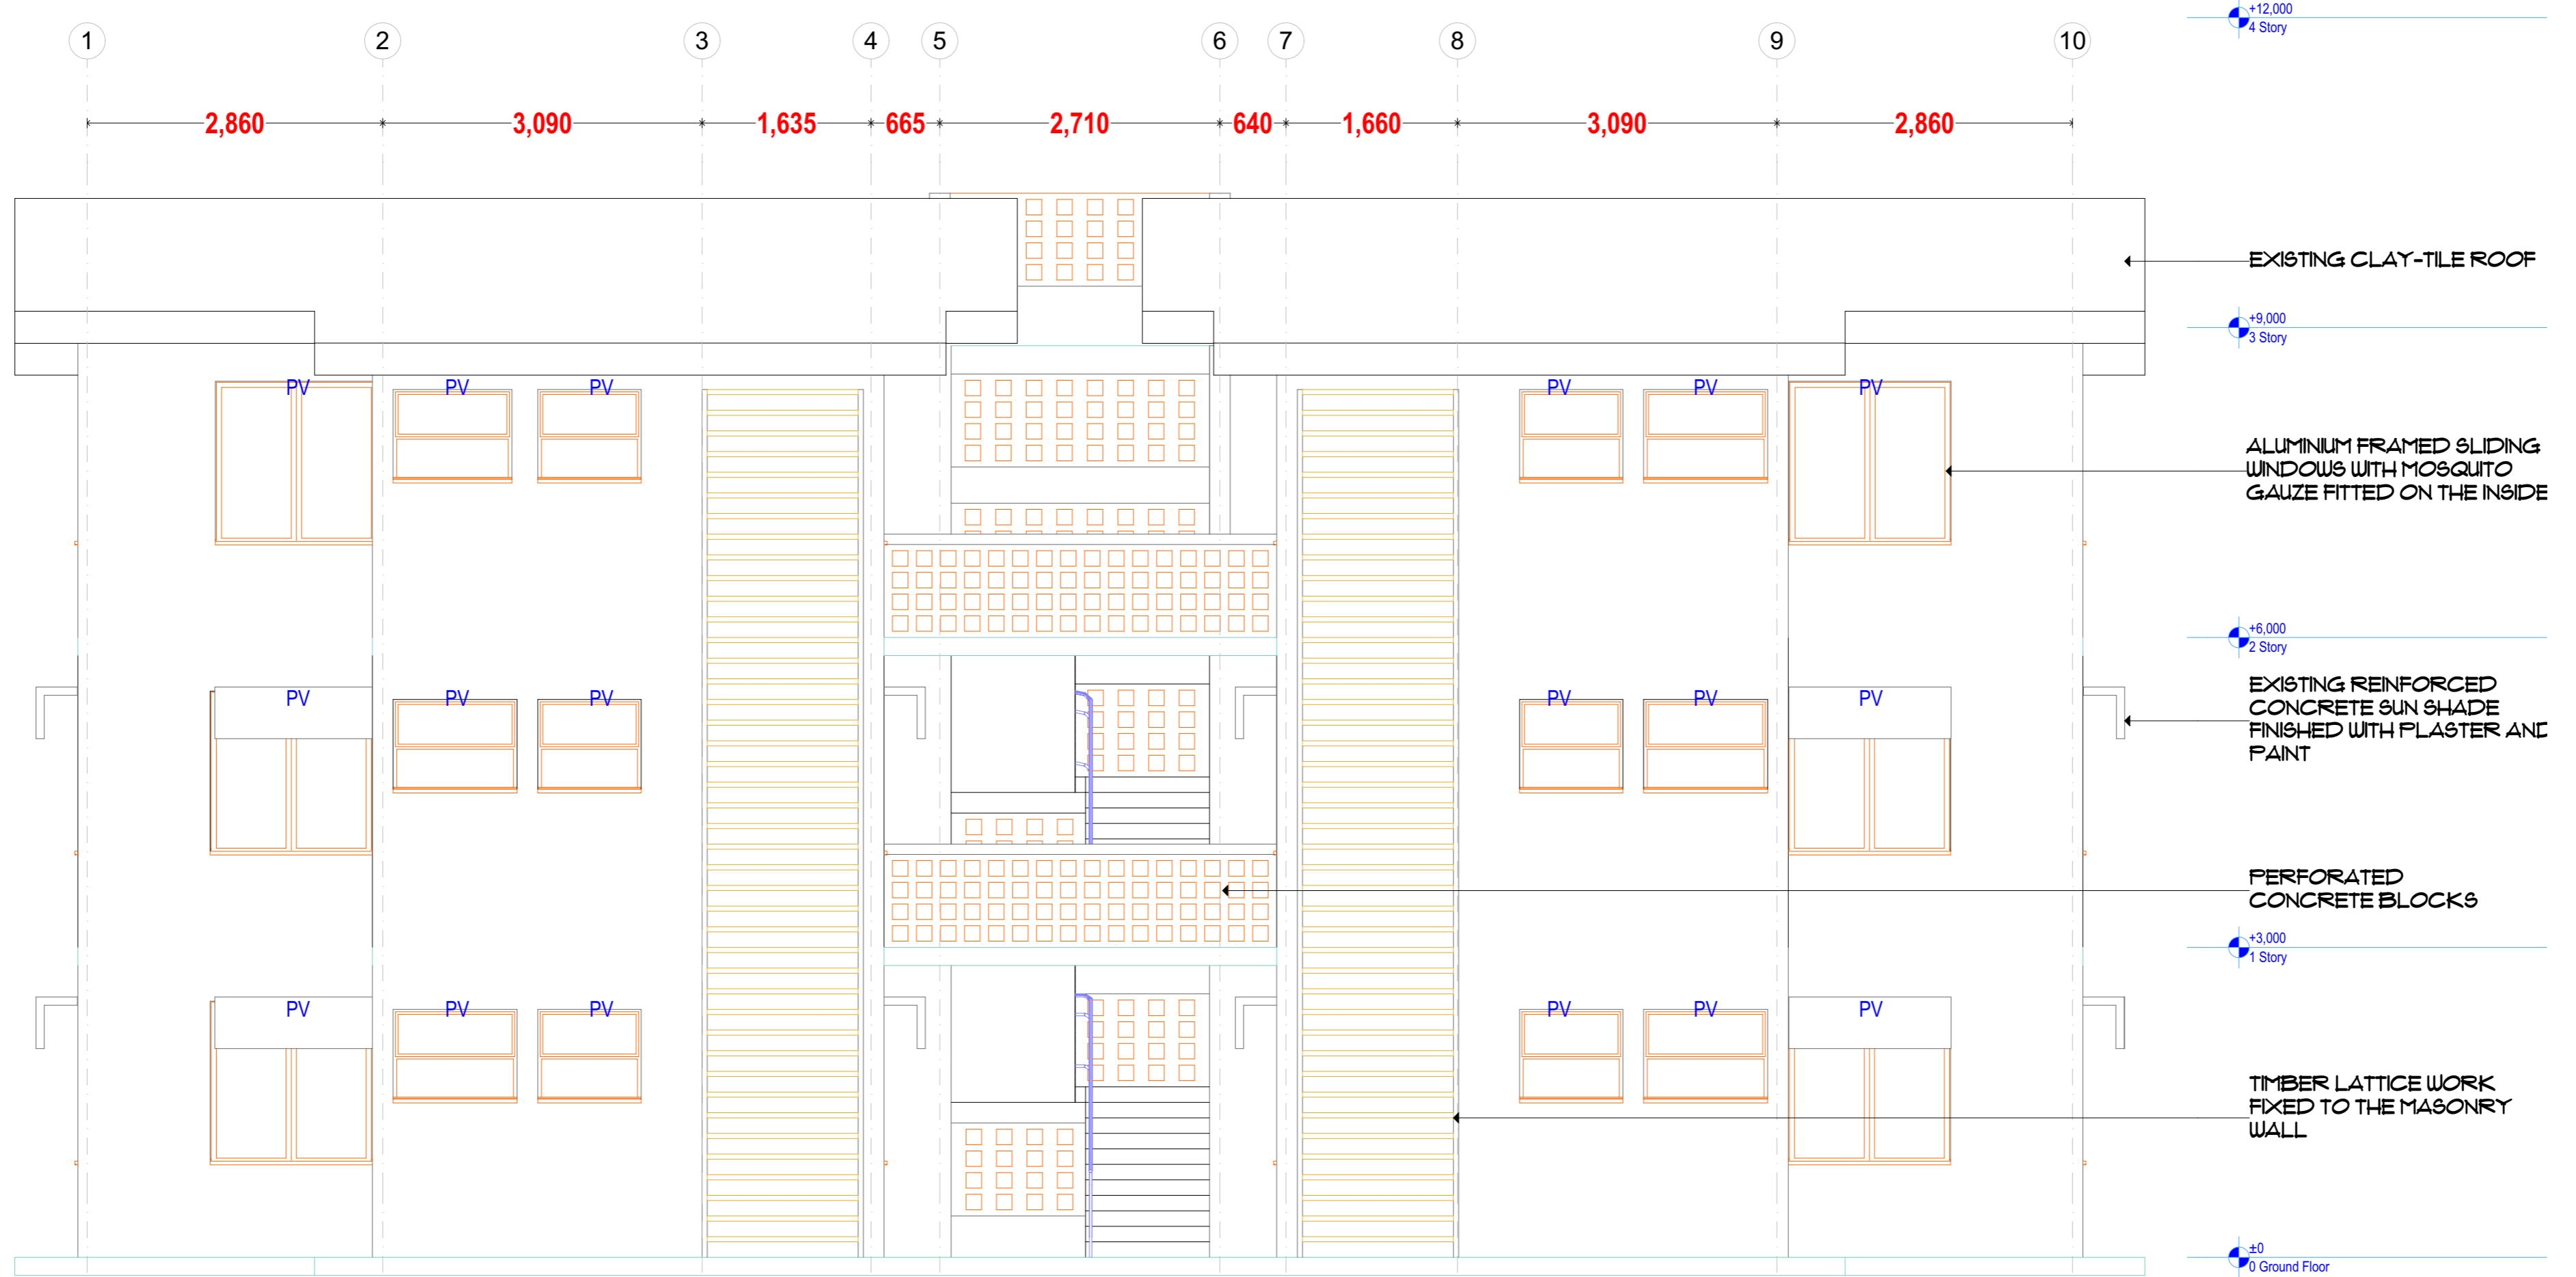 +12,000
4 Story
1 2 3 4 5 6 7 8 9 10
2,860 3,090 1,635 665 2,710 640 1,660 3,090 2,860
EXISTING CLAY-TILE ROOF
+9,000
3 Story
PV PV PV PV PV PV
ALUMINIUM FRAMED SLIDING
WINDOWS WITH MOSQUITO
GAUZE FITTED ON THE INSIDE
+6,000
2 Story
EXISTING REINFORCED
CONCRETE SUN SHADE
FINISHED WITH PLASTER AND
PAINT
PV PV PV PV PV PV
PERFORATED
CONCRETE BLOCKS
+3,000
1 Story
PV PV PV PV PV PV
TIMBER LATTICE WORK
FIXED TO THE MASONRY
WALL
±0
0 Ground Floor